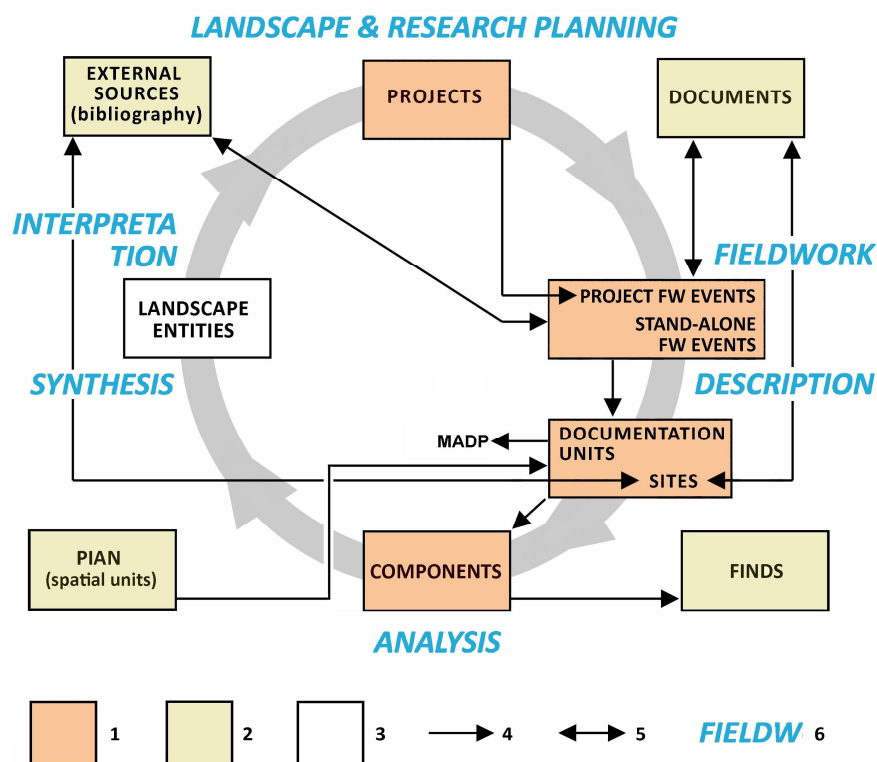 LANDSCAPE & RESEARCH PLANNING
EXTERNAL
SOURCES
(bibliography)
PROJECTS
DOCUMENTS
INTERPRETA
TION
FIELDWORK
LANDSCAPE
ENTITIES
PROJECT FW EVENTS
STAND-ALONE
FW EVENTS
SYNTHESIS
DESCRIPTION
MADP
DOCUMENTATION
UNITS
SITES
PIAN
(spatial units)
COMPONENTS
FINDS
ANALYSIS
1
2
3
4
5
FIELDW 6